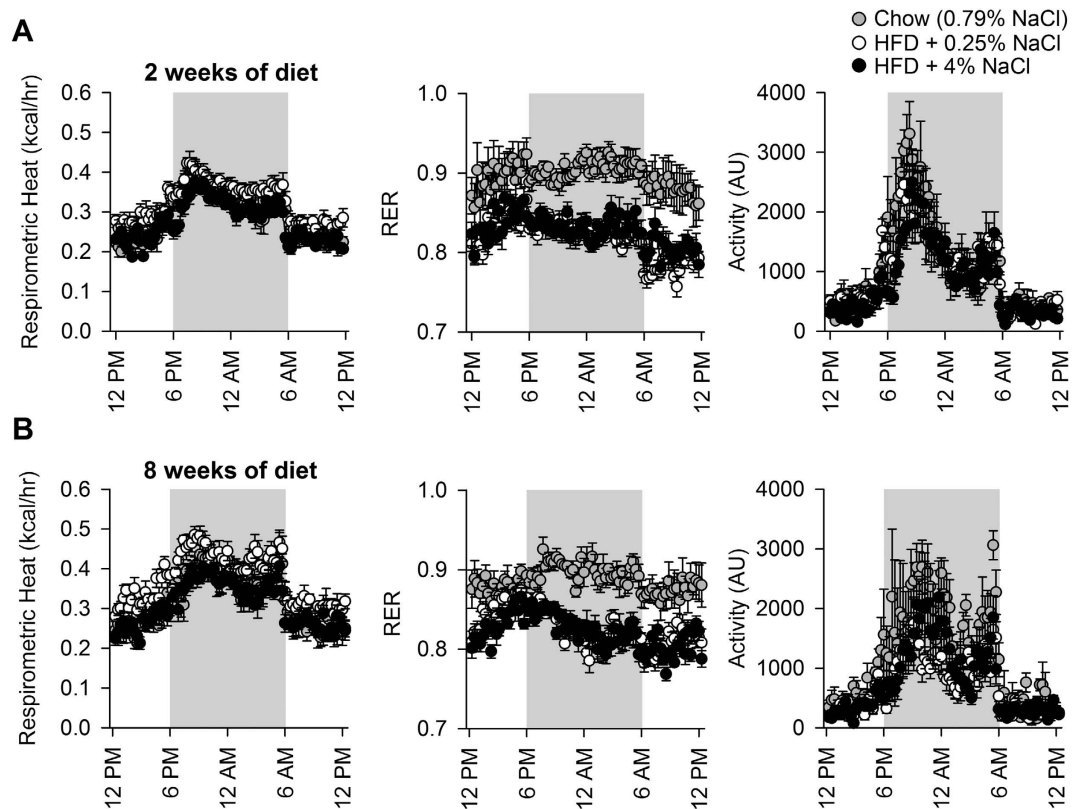 A
Chow (0.79% NaCl)
HFD + 0.25% NaCl
HFD + 4% NaCl
2 weeks of diet
Respirometric Heat (kcal/hr)
0.6
0.5
0.4
0.3
0.2
0.1
0.0
12 PM
6 PM
12 AM
6 AM
12 PM
RER
1.0
0.9
0.8
0.7
12 PM
6 PM
12 AM
6 AM
12 PM
Activity (AU)
4000
3000
2000
1000
0
12 PM
6 PM
12 AM
6 AM
12 PM
B
8 weeks of diet
Respirometric Heat (kcal/hr)
0.6
0.5
0.4
0.3
0.2
0.1
0.0
12 PM
6 PM
12 AM
6 AM
12 PM
RER
1.0
0.9
0.8
0.7
12 PM
6 PM
12 AM
6 AM
12 PM
Activity (AU)
4000
3000
2000
1000
0
12 PM
6 PM
12 AM
6 AM
12 PM